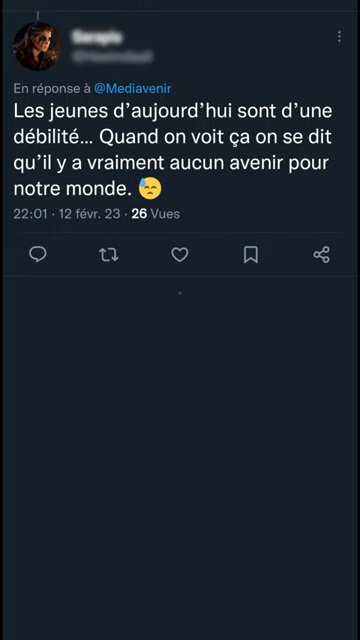 En réponse à @Mediavenir
Les jeunes d’aujourd’hui sont d’une
débilité... Quand on voit ça on se dit
qu’il y a vraiment aucun avenir pour
notre monde. 😓
22:01 · 12 févr. 23 · 26 Vues